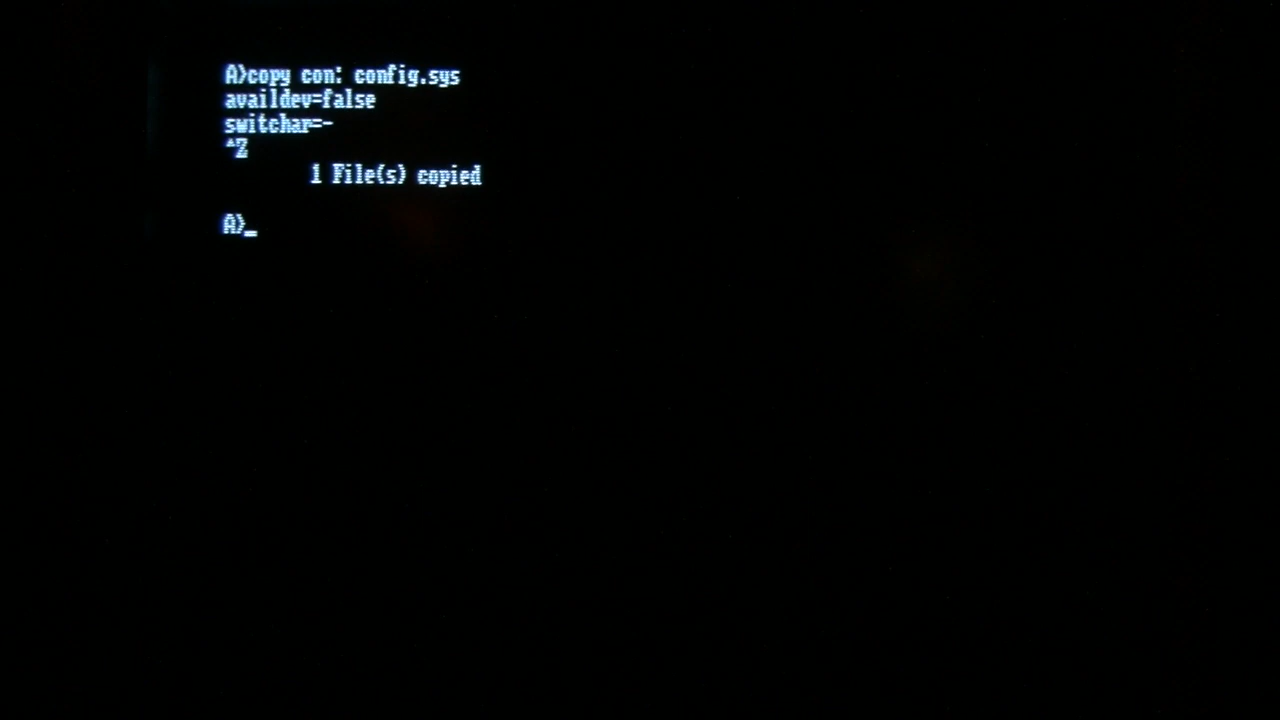 A>copy con: config.sys
availdev=false
switchar=-
^Z
1 File(s) copied
A>_